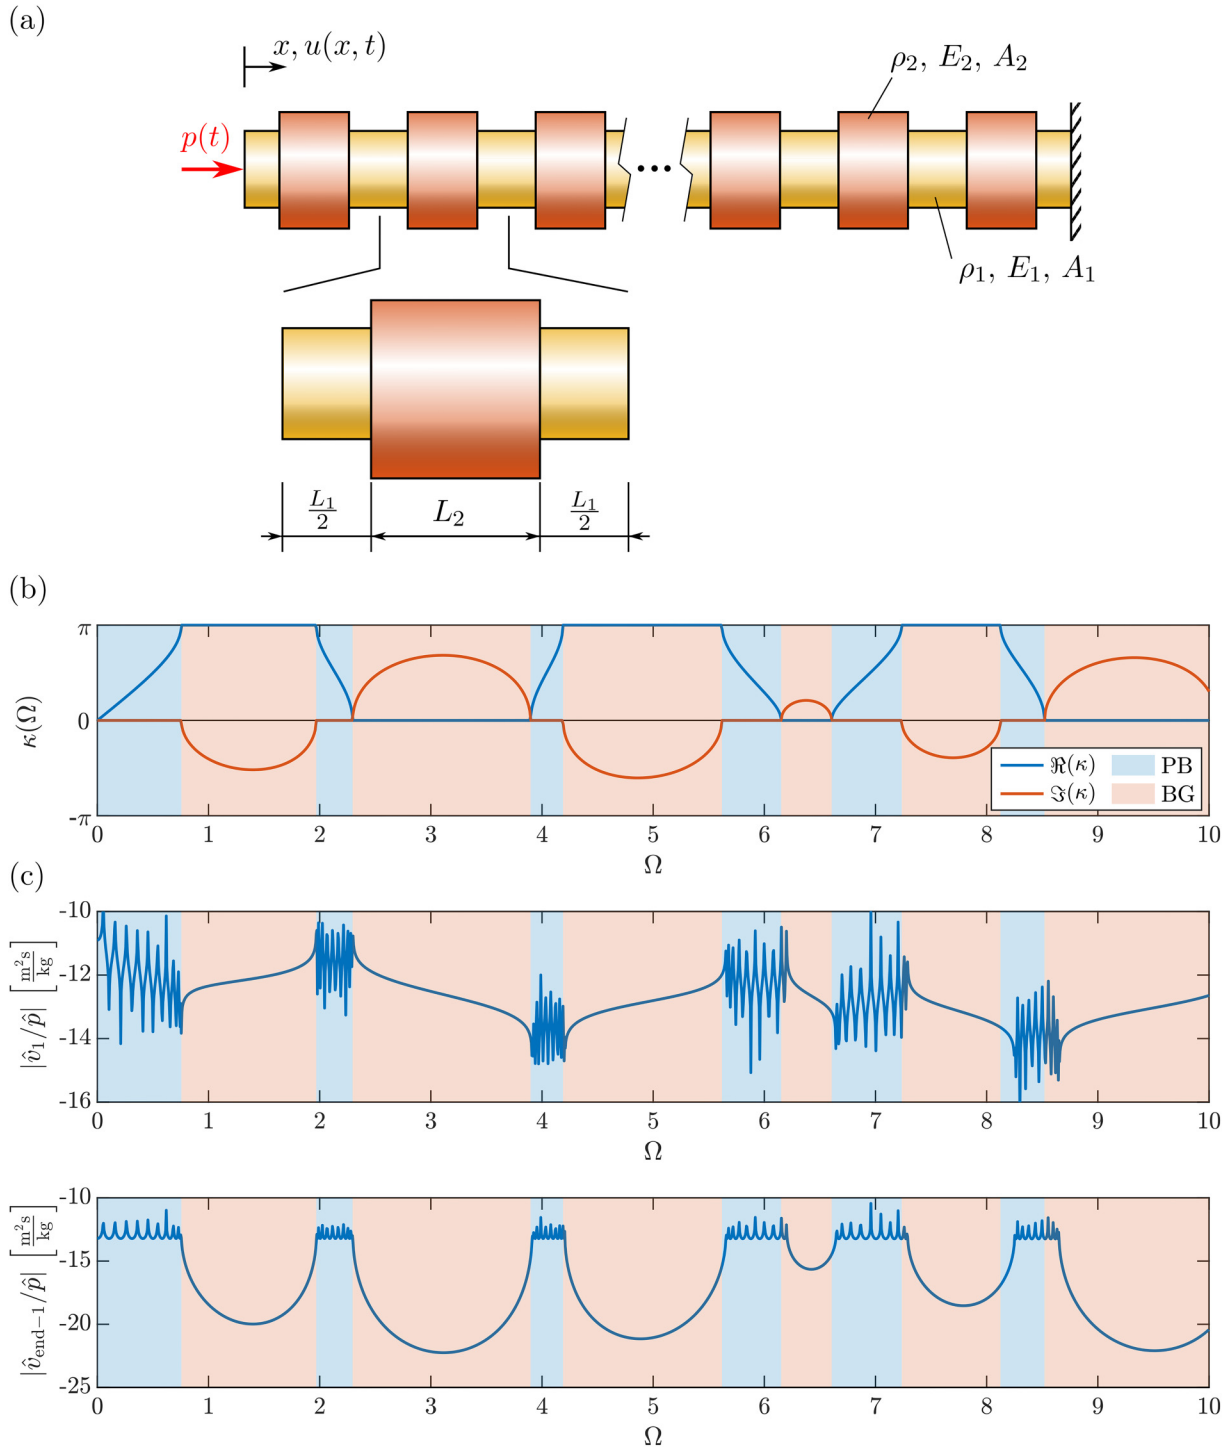 (a)
x, u(x, t)
p(t)
ρ₂, E₂, A₂
ρ₁, E₁, A₁
L₁/2
L₂
L₁/2
(b)
κ(Ω)
π
0
-π
ℜ(κ)
PB
ℑ(κ)
BG
0 1 2 3 4 5 6 7 8 9 10
Ω
(c)
|v̂₁/p̂| [m²s/kg]
-10
-12
-14
-16
0 1 2 3 4 5 6 7 8 9 10
Ω
|v̂ₑₙd₋₁/p̂| [m²s/kg]
-10
-15
-20
-25
0 1 2 3 4 5 6 7 8 9 10
Ω